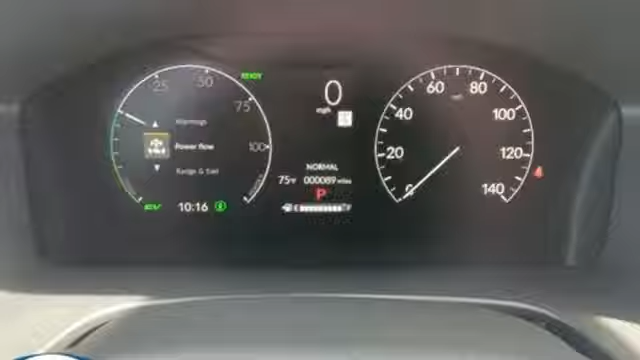 READY
25
50
75
100
Warnings
Power flow
Range & fuel
EV
10:16
0
mph
NORMAL
75°F 000089 miles
P
0
20
40
60
80
100
120
140